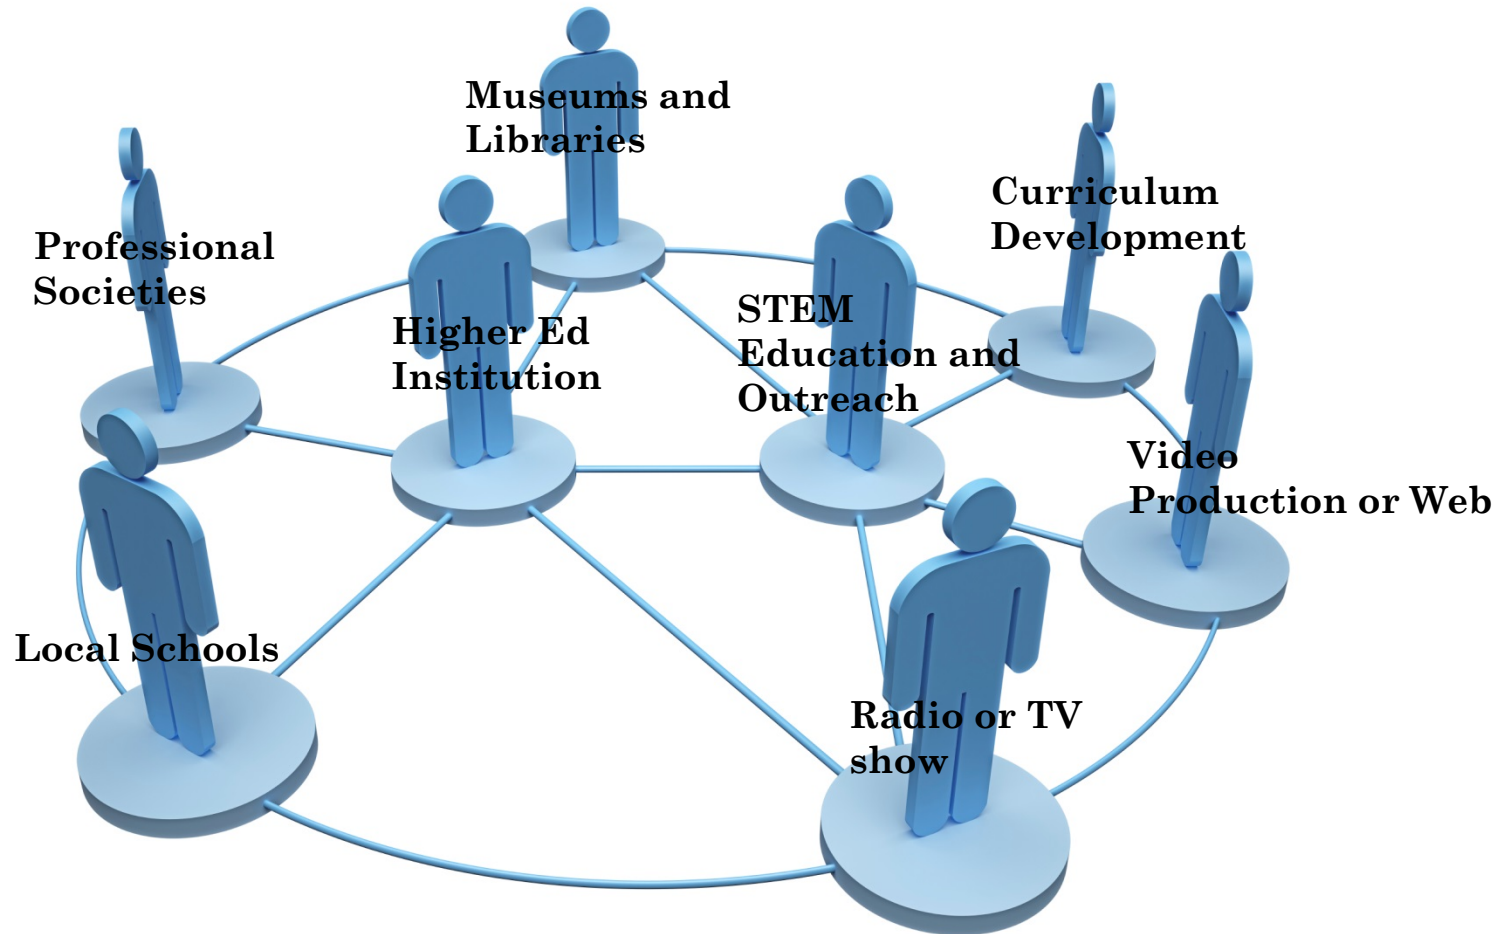 Museums and
Libraries
Curriculum
Development
Professional
Societies
Higher Ed
Institution
STEM
Education and
Outreach
Video
Production or Web
Local Schools
Radio or TV
show